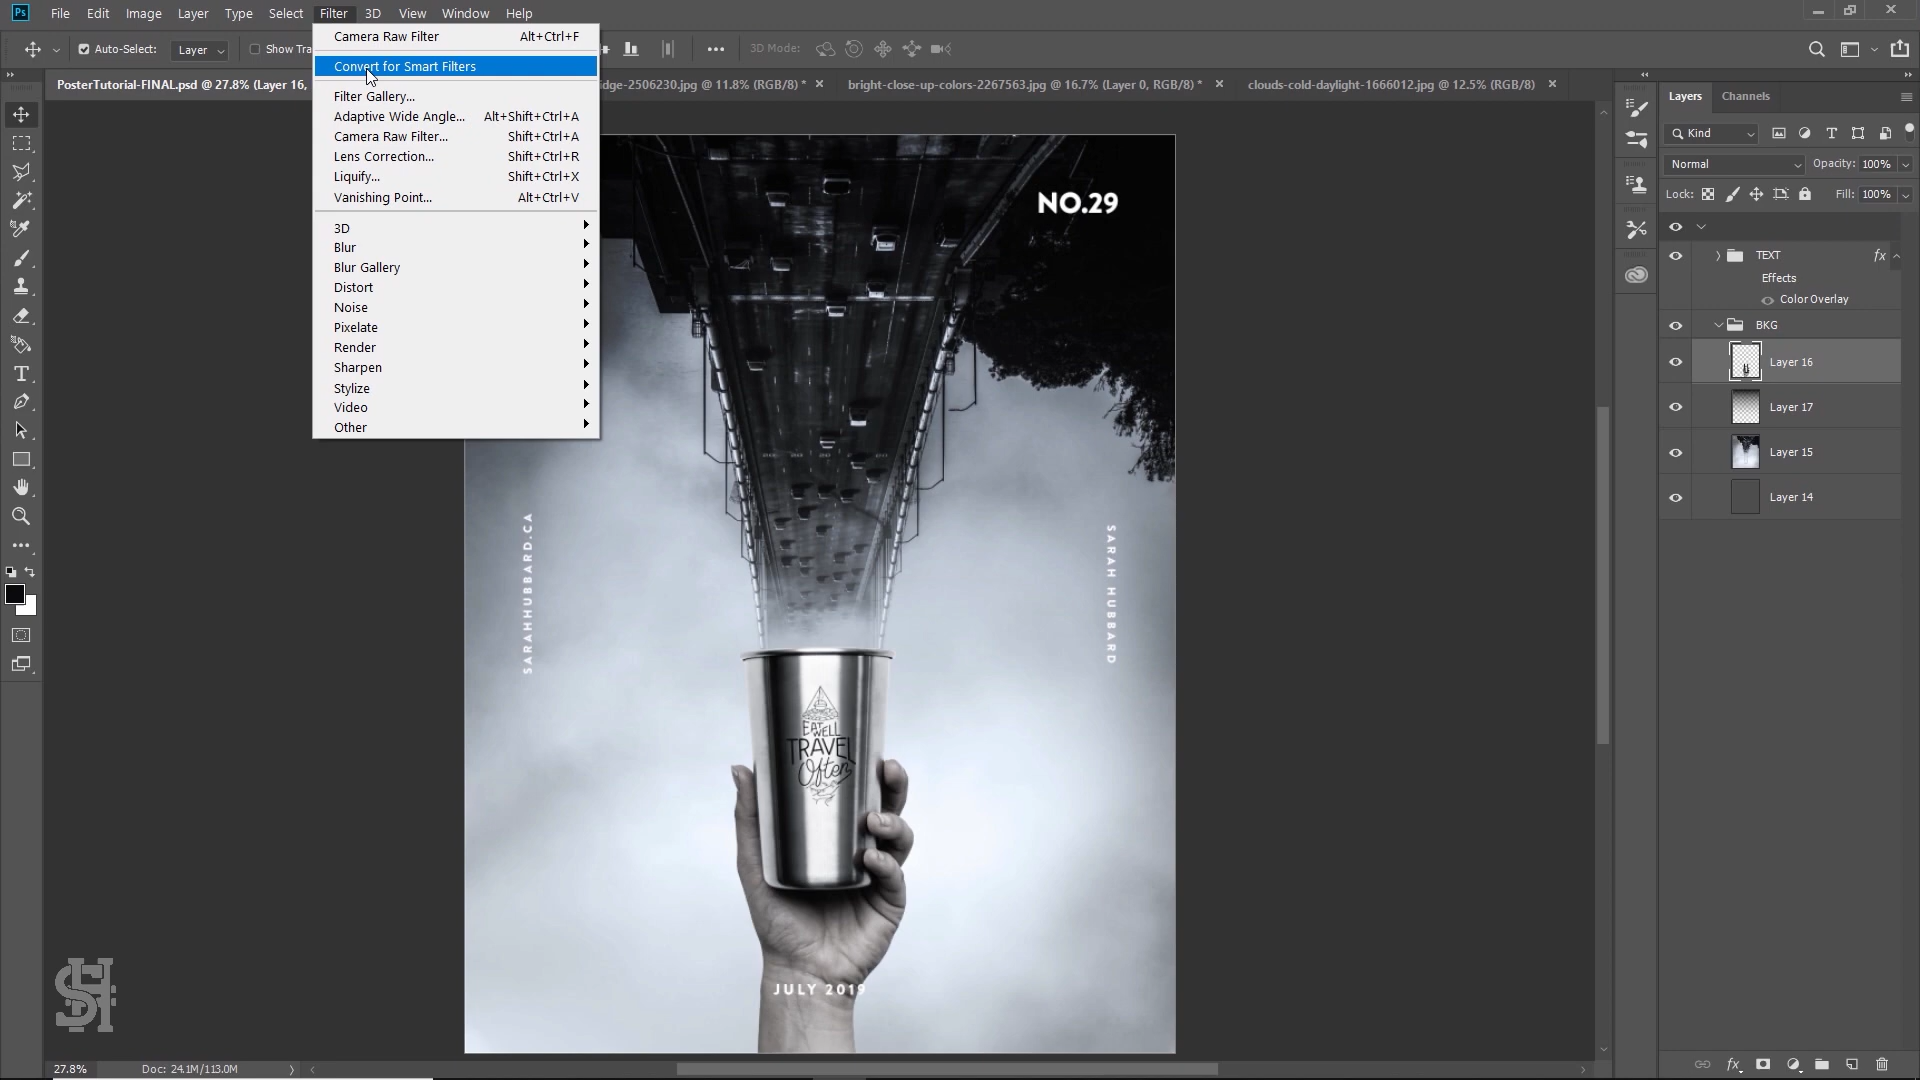 Ps File Edit Image Layer Type Select Filter 3D View Window Help
Auto-Select: Layer Show Tra 3D Mode:
PosterTutorial-FINAL.psd @ 27.8% (Layer 16, idge-2506230.jpg @ 11.8% (RGB/8) * bright-close-up-colors-2267563.jpg @ 16.7% (Layer 0, RGB/8) * clouds-cold-daylight-1666012.jpg @ 12.5% (RGB/8)
Camera Raw Filter Alt+Ctrl+F
Convert for Smart Filters
Filter Gallery...
Adaptive Wide Angle... Alt+Shift+Ctrl+A
Camera Raw Filter... Shift+Ctrl+A
Lens Correction... Shift+Ctrl+R
Liquify... Shift+Ctrl+X
Vanishing Point... Alt+Ctrl+V
3D
Blur
Blur Gallery
Distort
Noise
Pixelate
Render
Sharpen
Stylize
Video
Other
NO.29
SARAHHUBBARD.CA
SARAH HUBBARD
EAT WELL
TRAVEL
Often
JULY 2019
SH
Layers Channels
Kind
Normal Opacity: 100%
Lock: Fill: 100%
TEXT fx
Effects
Color Overlay
BKG
Layer 16
Layer 17
Layer 15
Layer 14
fx
27.8% Doc: 24.1M/113.0M